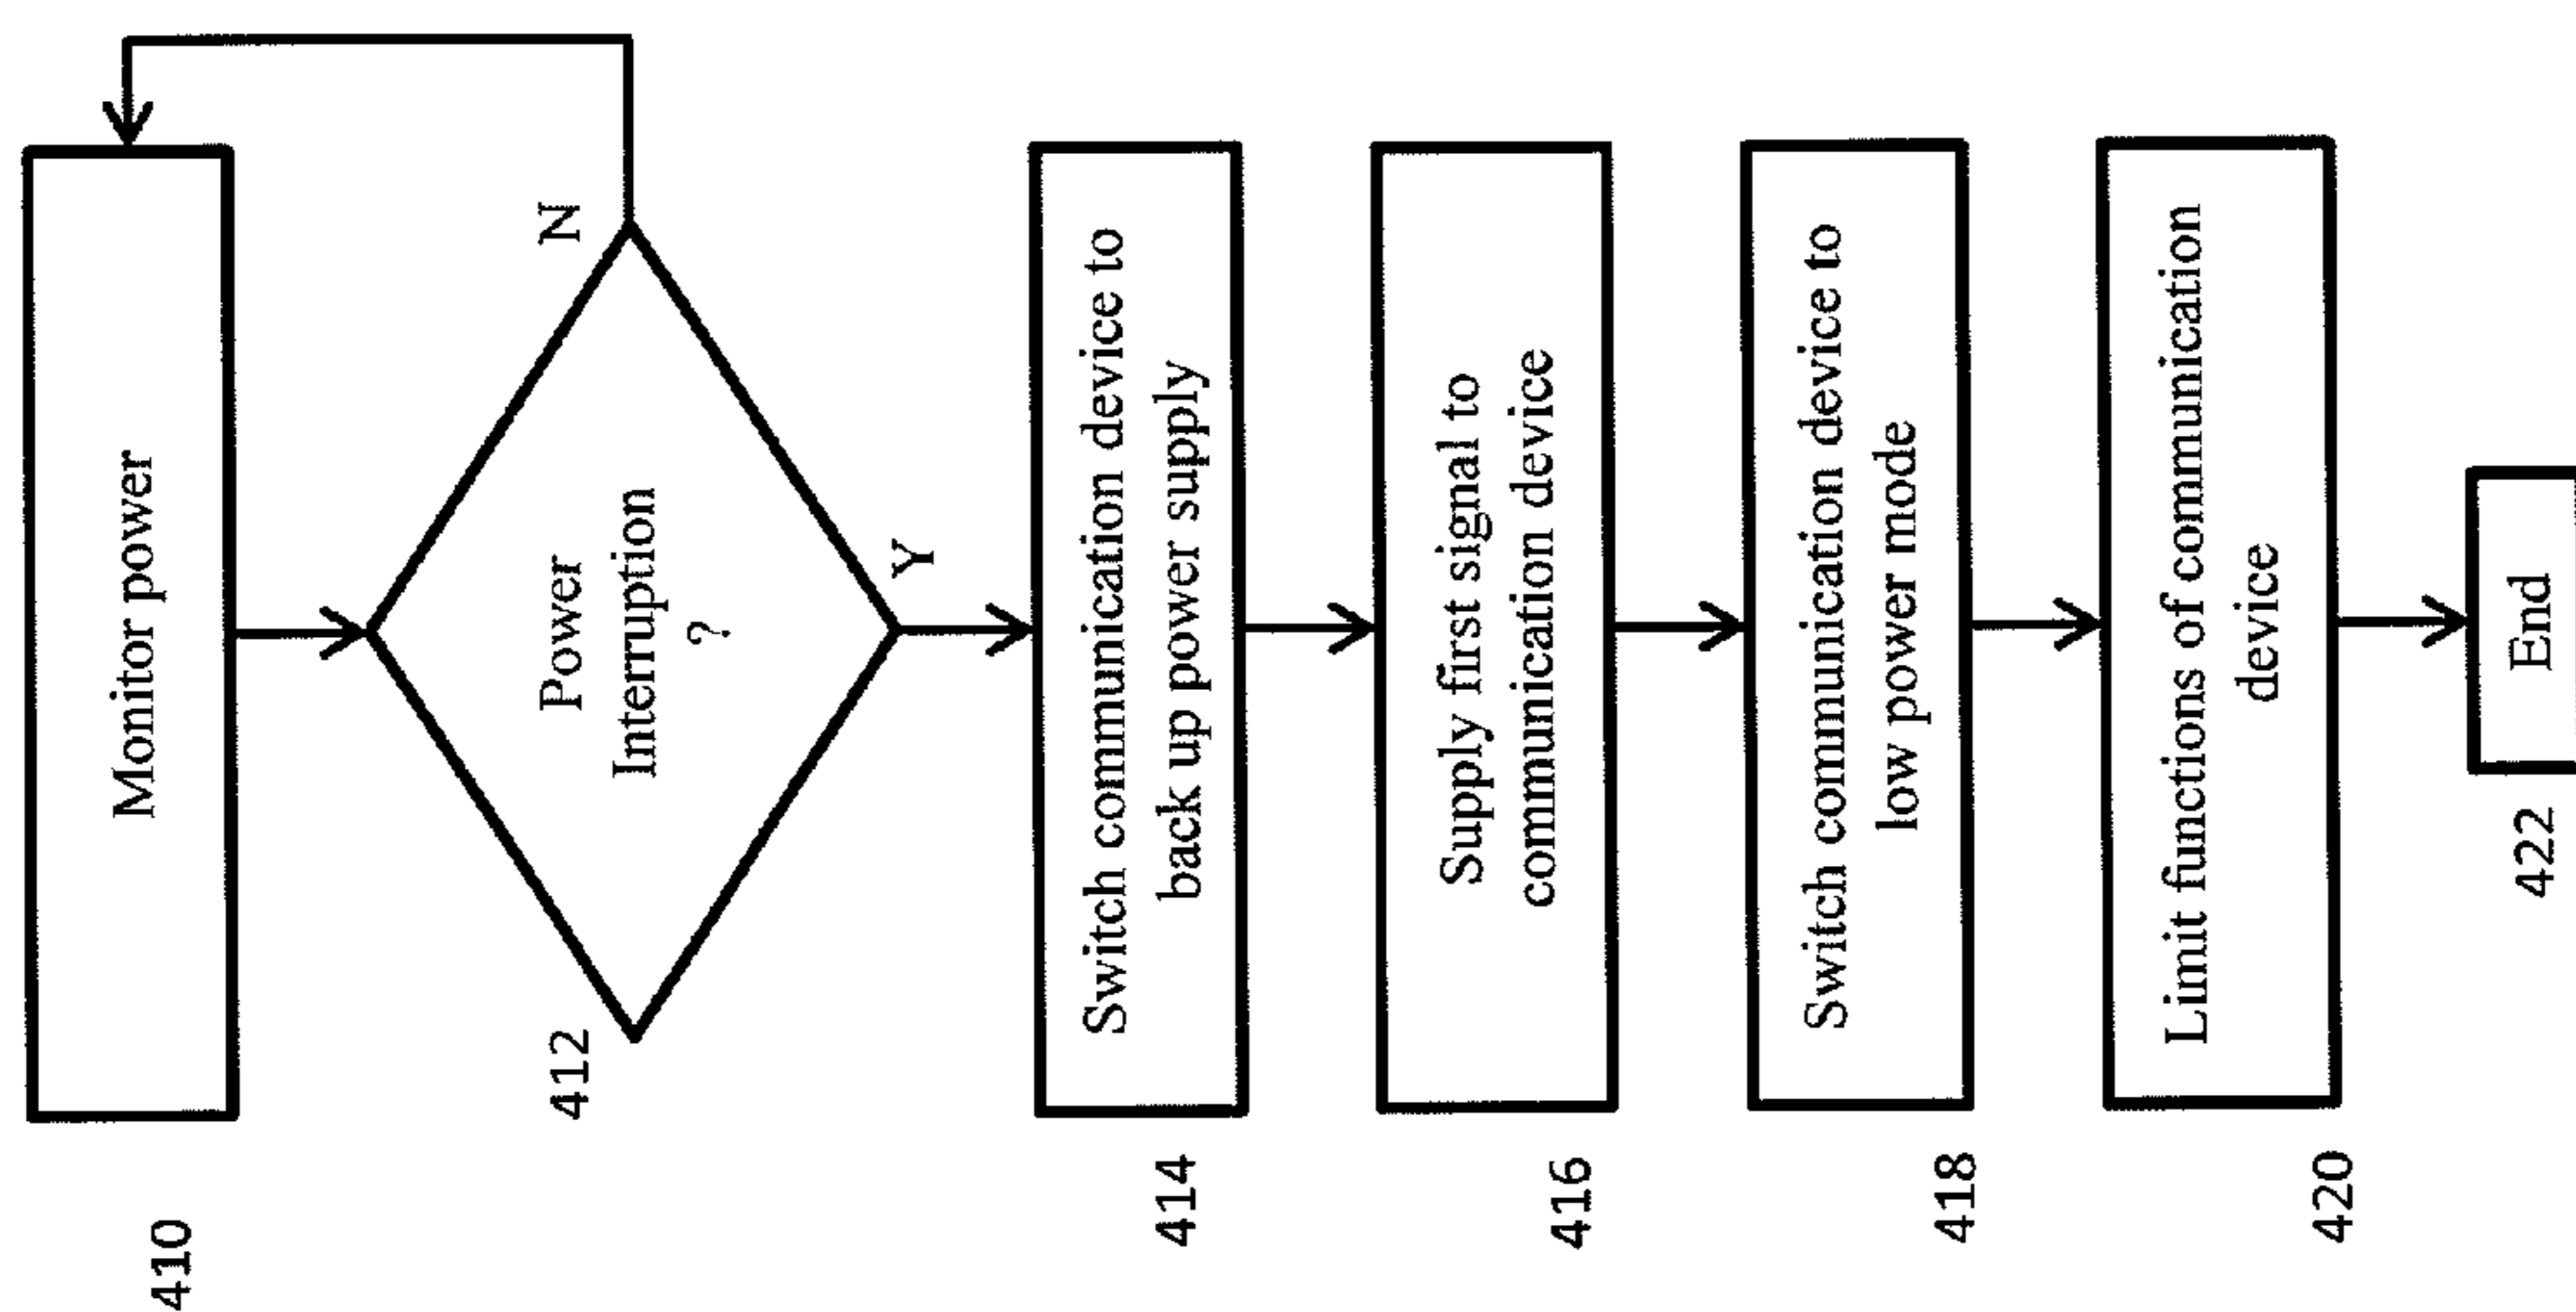 410
Monitor power
412
Power
Interruption
?
N
Y
414
Switch communication device to
back up power supply
416
Supply first signal to
communication device
418
Switch communication device to
low power mode
420
Limit functions of communication
device
422
End